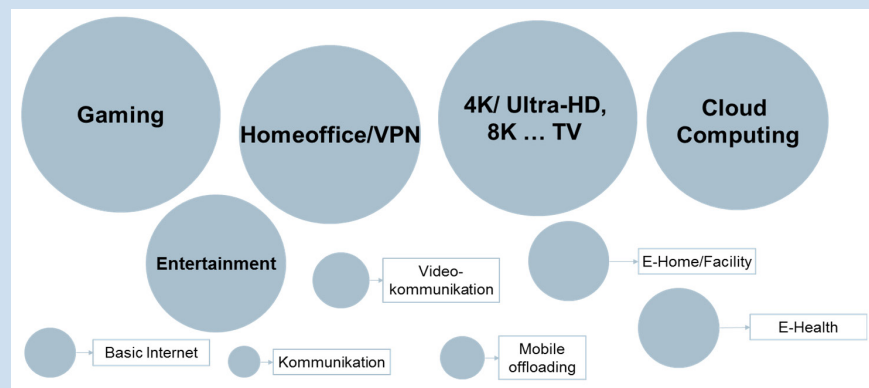 Gaming
Homeoffice/VPN
4K/ Ultra-HD,
8K … TV
Cloud
Computing
Entertainment
Video-
kommunikation
E-Home/Facility
E-Health
Basic Internet
Kommunikation
Mobile
offloading